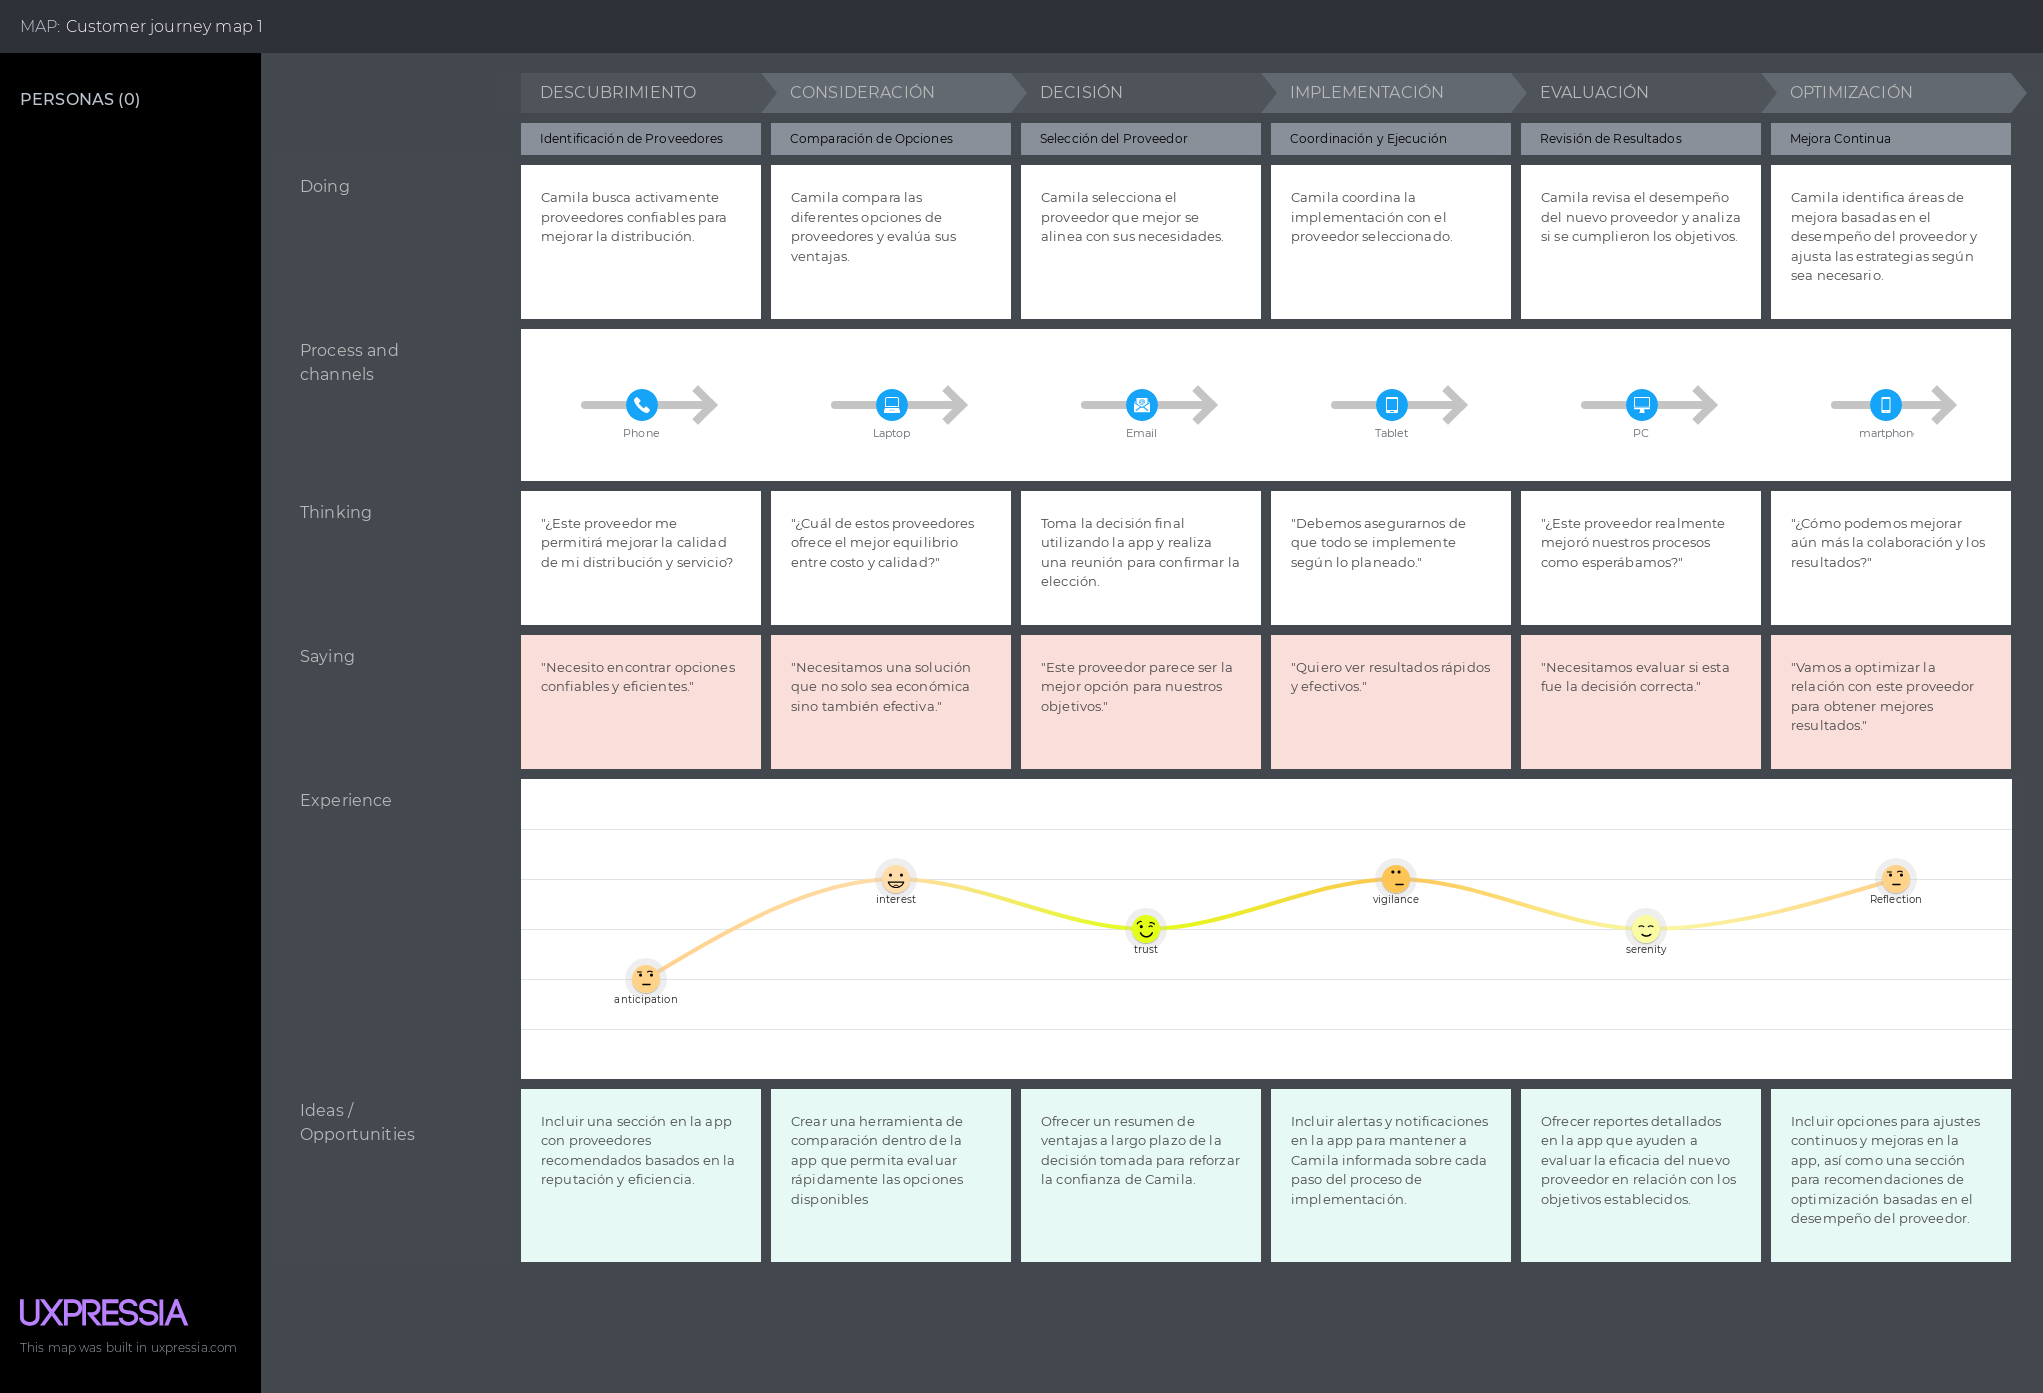 MAP: Customer journey map 1
PERSONAS (0)
DESCUBRIMIENTO
CONSIDERACIÓN
DECISIÓN
IMPLEMENTACIÓN
EVALUACIÓN
OPTIMIZACIÓN
Identificación de Proveedores
Comparación de Opciones
Selección del Proveedor
Coordinación y Ejecución
Revisión de Resultados
Mejora Continua
Doing
Camila busca activamente
proveedores confiables para
mejorar la distribución.
Camila compara las
diferentes opciones de
proveedores y evalúa sus
ventajas.
Camila selecciona el
proveedor que mejor se
alinea con sus necesidades.
Camila coordina la
implementación con el
proveedor seleccionado.
Camila revisa el desempeño
del nuevo proveedor y analiza
si se cumplieron los objetivos.
Camila identifica áreas de
mejora basadas en el
desempeño del proveedor y
ajusta las estrategias según
sea necesario.
Process and
channels
Phone
Laptop
Email
Tablet
PC
martphon
Thinking
"¿Este proveedor me
permitirá mejorar la calidad
de mi distribución y servicio?
"¿Cuál de estos proveedores
ofrece el mejor equilibrio
entre costo y calidad?"
Toma la decisión final
utilizando la app y realiza
una reunión para confirmar la
elección.
"Debemos asegurarnos de
que todo se implemente
según lo planeado."
"¿Este proveedor realmente
mejoró nuestros procesos
como esperábamos?"
"¿Cómo podemos mejorar
aún más la colaboración y los
resultados?"
Saying
"Necesito encontrar opciones
confiables y eficientes."
"Necesitamos una solución
que no solo sea económica
sino también efectiva."
"Este proveedor parece ser la
mejor opción para nuestros
objetivos."
"Quiero ver resultados rápidos
y efectivos."
"Necesitamos evaluar si esta
fue la decisión correcta."
"Vamos a optimizar la
relación con este proveedor
para obtener mejores
resultados."
Experience
anticipation
interest
trust
vigilance
serenity
Reflection
Ideas /
Opportunities
Incluir una sección en la app
con proveedores
recomendados basados en la
reputación y eficiencia.
Crear una herramienta de
comparación dentro de la
app que permita evaluar
rápidamente las opciones
disponibles
Ofrecer un resumen de
ventajas a largo plazo de la
decisión tomada para reforzar
la confianza de Camila.
Incluir alertas y notificaciones
en la app para mantener a
Camila informada sobre cada
paso del proceso de
implementación.
Ofrecer reportes detallados
en la app que ayuden a
evaluar la eficacia del nuevo
proveedor en relación con los
objetivos establecidos.
Incluir opciones para ajustes
continuos y mejoras en la
app, así como una sección
para recomendaciones de
optimización basadas en el
desempeño del proveedor.
UXPRESSIA
This map was built in uxpressia.com